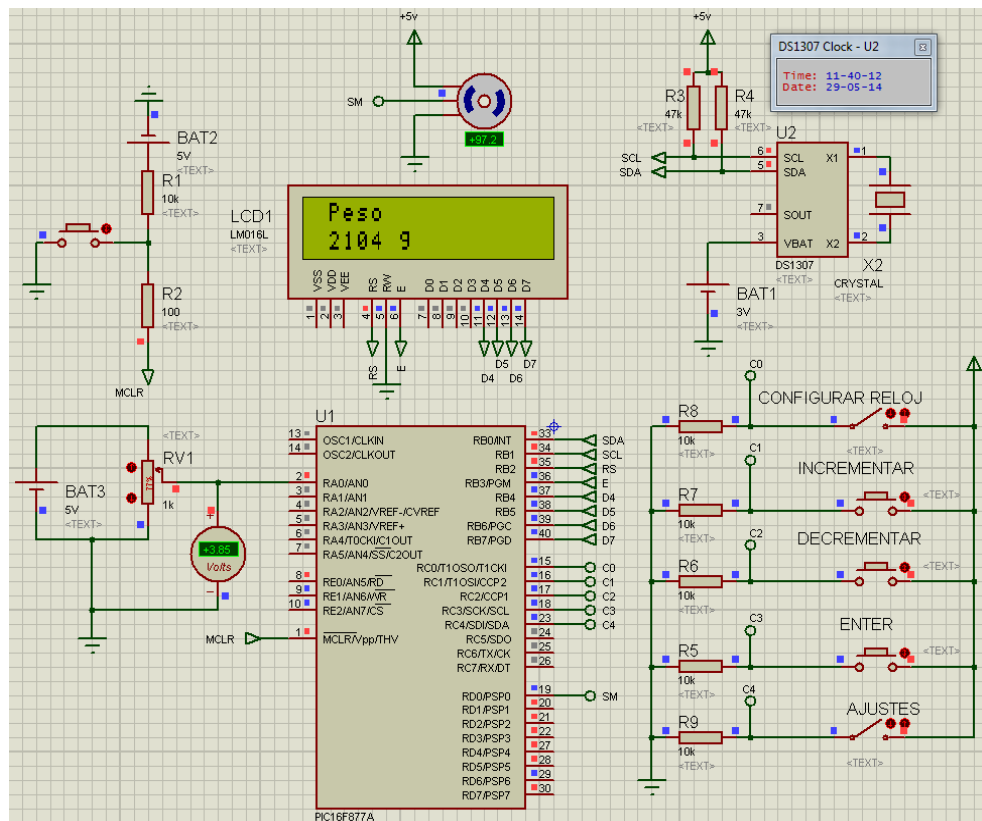 +5v
SM
+97.2
BAT2
5V
<TEXT>
R1
10k
<TEXT>
R2
100
<TEXT>
MCLR
LCD1
LM016L
<TEXT>
Peso
2104 g
VSS
VDD
VEE
RS
RW
E
D0
D1
D2
D3
D4
D5
D6
D7
1
2
3
4
5
6
7
8
9
10
11
12
13
14
RS
E
D4
D5
D6
D7
+5v
DS1307 Clock - U2
Time: 11-40-12
Date: 29-05-14
R3
47k
<TEXT>
R4
47k
<TEXT>
SCL
SDA
U2
6 SCL X1 1
5 SDA
7 SOUT
3 VBAT X2 2
DS1307
<TEXT>
X2
CRYSTAL
<TEXT>
BAT1
3V
<TEXT>
BAT3
5V
<TEXT>
<TEXT>
RV1
77%
1k
+3.85
Volts
MCLR
U1
13 OSC1/CLKIN
14 OSC2/CLKOUT
2 RA0/AN0
3 RA1/AN1
4 RA2/AN2/VREF-/CVREF
5 RA3/AN3/VREF+
6 RA4/T0CKI/C1OUT
7 RA5/AN4/SS/C2OUT
8 RE0/AN5/RD
9 RE1/AN6/WR
10 RE2/AN7/CS
1 MCLR/Vpp/THV
RB0/INT 33 SDA
RB1 34 SCL
RB2 35 RS
RB3/PGM 36 E
RB4 37 D4
RB5 38 D5
RB6/PGC 39 D6
RB7/PGD 40 D7
RC0/T1OSO/T1CKI 15 C0
RC1/T1OSI/CCP2 16 C1
RC2/CCP1 17 C2
RC3/SCK/SCL 18 C3
RC4/SDI/SDA 23 C4
RC5/SDO 24
RC6/TX/CK 25
RC7/RX/DT 26
RD0/PSP0 19 SM
RD1/PSP1 20
RD2/PSP2 21
RD3/PSP3 22
RD4/PSP4 27
RD5/PSP5 28
RD6/PSP6 29
RD7/PSP7 30
PIC16F877A
C0
CONFIGURAR RELOJ
R8
10k
<TEXT>
<TEXT>
C1
INCREMENTAR
R7
10k
<TEXT>
<TEXT>
C2
DECREMENTAR
R6
10k
<TEXT>
<TEXT>
C3
ENTER
R5
10k
<TEXT>
<TEXT>
C4
AJUSTES
R9
10k
<TEXT>
<TEXT>